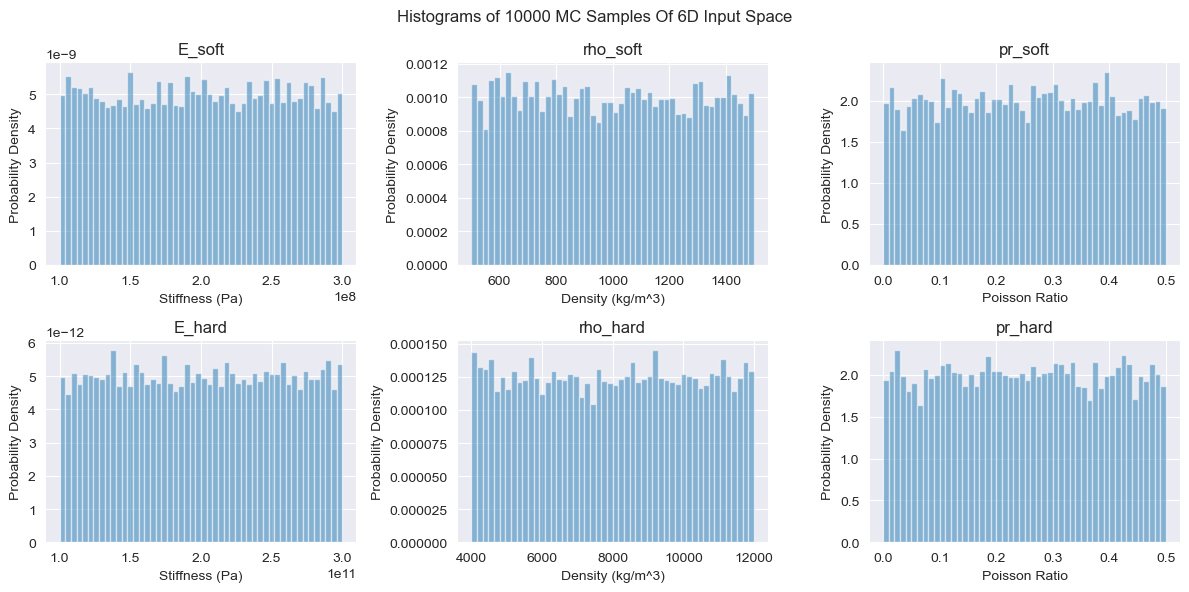 Histograms of 10000 MC Samples Of 6D Input Space
E_soft
1e−9
5
4
3
2
1
0
Probability Density
1.0 1.5 2.0 2.5 3.0
1e8
Stiffness (Pa)
rho_soft
0.0012
0.0010
0.0008
0.0006
0.0004
0.0002
0.0000
Probability Density
600 800 1000 1200 1400
Density (kg/m^3)
pr_soft
2.0
1.5
1.0
0.5
0.0
Probability Density
0.0 0.1 0.2 0.3 0.4 0.5
Poisson Ratio
E_hard
1e−12
6
5
4
3
2
1
0
Probability Density
1.0 1.5 2.0 2.5 3.0
1e11
Stiffness (Pa)
rho_hard
0.000150
0.000125
0.000100
0.000075
0.000050
0.000025
0.000000
Probability Density
4000 6000 8000 10000 12000
Density (kg/m^3)
pr_hard
2.0
1.5
1.0
0.5
0.0
Probability Density
0.0 0.1 0.2 0.3 0.4 0.5
Poisson Ratio